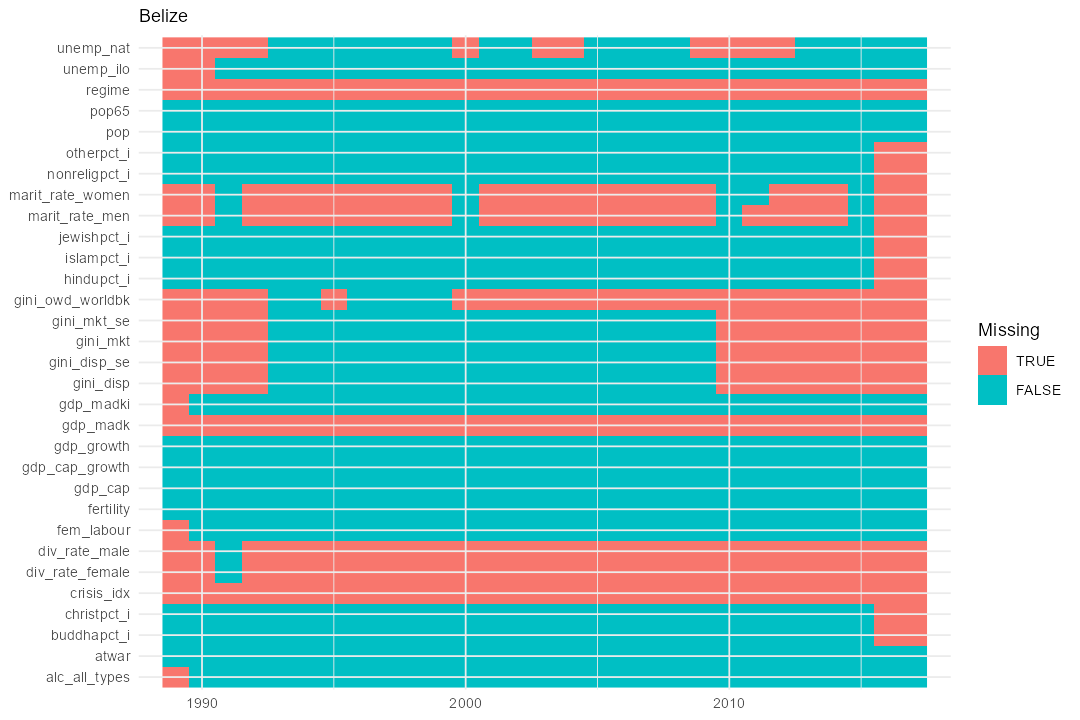 Belize
unemp_nat
unemp_ilo
regime
pop65
pop
otherpct_i
nonreligpct_i
marit_rate_women
marit_rate_men
jewishpct_i
islampct_i
hindupct_i
gini_owd_worldbk
gini_mkt_se
gini_mkt
gini_disp_se
gini_disp
gdp_madki
gdp_madk
gdp_growth
gdp_cap_growth
gdp_cap
fertility
fem_labour
div_rate_male
div_rate_female
crisis_idx
christpct_i
buddhapct_i
atwar
alc_all_types
1990 2000 2010
Missing
TRUE
FALSE